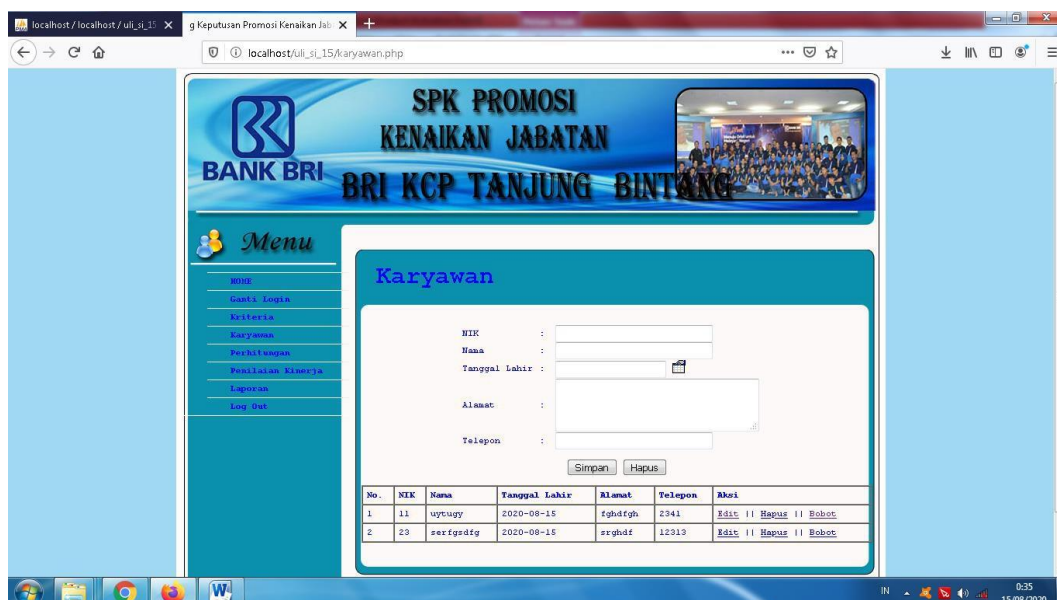 localhost / localhost / uli_si_15
g Keputusan Promosi Kenaikan Jab
localhost/uli_si_15/karyawan.php
BANK BRI
SPK PROMOSI
KENAIKAN JABATAN
BRI KCP TANJUNG BINTANG
Menu
HOME
Ganti Login
Kriteria
Karyawan
Perhitungan
Penilaian Kinerja
Laporan
Log Out
Karyawan
NIK :
Nama :
Tanggal Lahir :
Alamat :
Telepon :
Simpan Hapus
No. NIK Nama Tanggal Lahir Alamat Telepon Aksi
1 11 uytugy 2020-08-15 fghdfgh 2341 Edit || Hapus || Bobot
2 23 serfgsdfg 2020-08-15 srghdf 12313 Edit || Hapus || Bobot
IN
0:35
15/08/2020